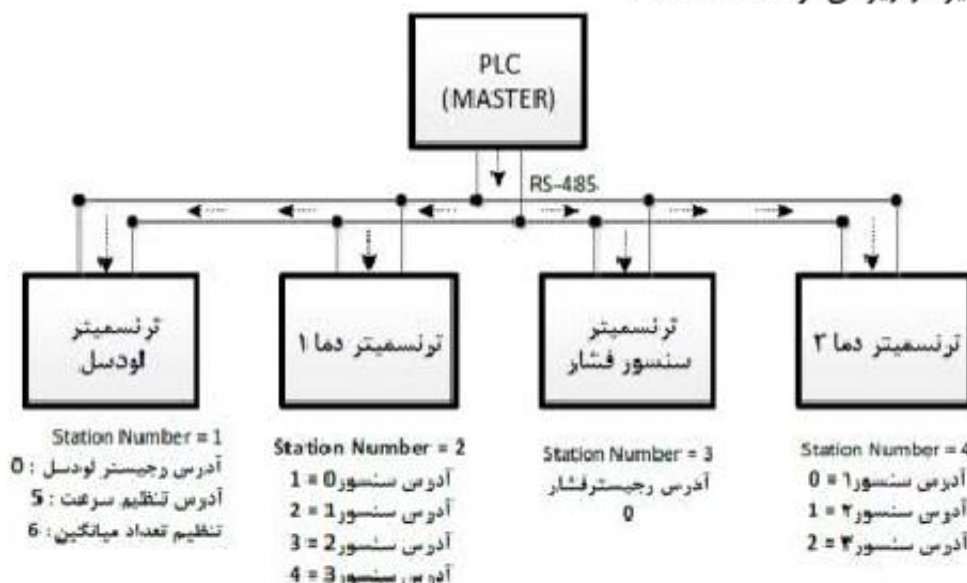 PLC
(MASTER)
RS-485
ترنسمیتر
لودسل
ترنسمیتر دما ۱
ترنسمیتر
سنسور فشار
ترنسمیتر دما ۲
Station Number = 1
آدرس رجیستر لودسل : 0
آدرس تنظیم سرعت : 5
تنظیم تعداد میانگین : 6
Station Number = 2
آدرس سنسور0 = 1
آدرس سنسور1 = 2
آدرس سنسور2 = 3
آدرس سنسور3 = 4
Station Number = 3
آدرس رجیسترفشار
0
Station Number = 4
آدرس سنسور۱ = 0
آدرس سنسور۲ = 1
آدرس سنسور۳ = 2